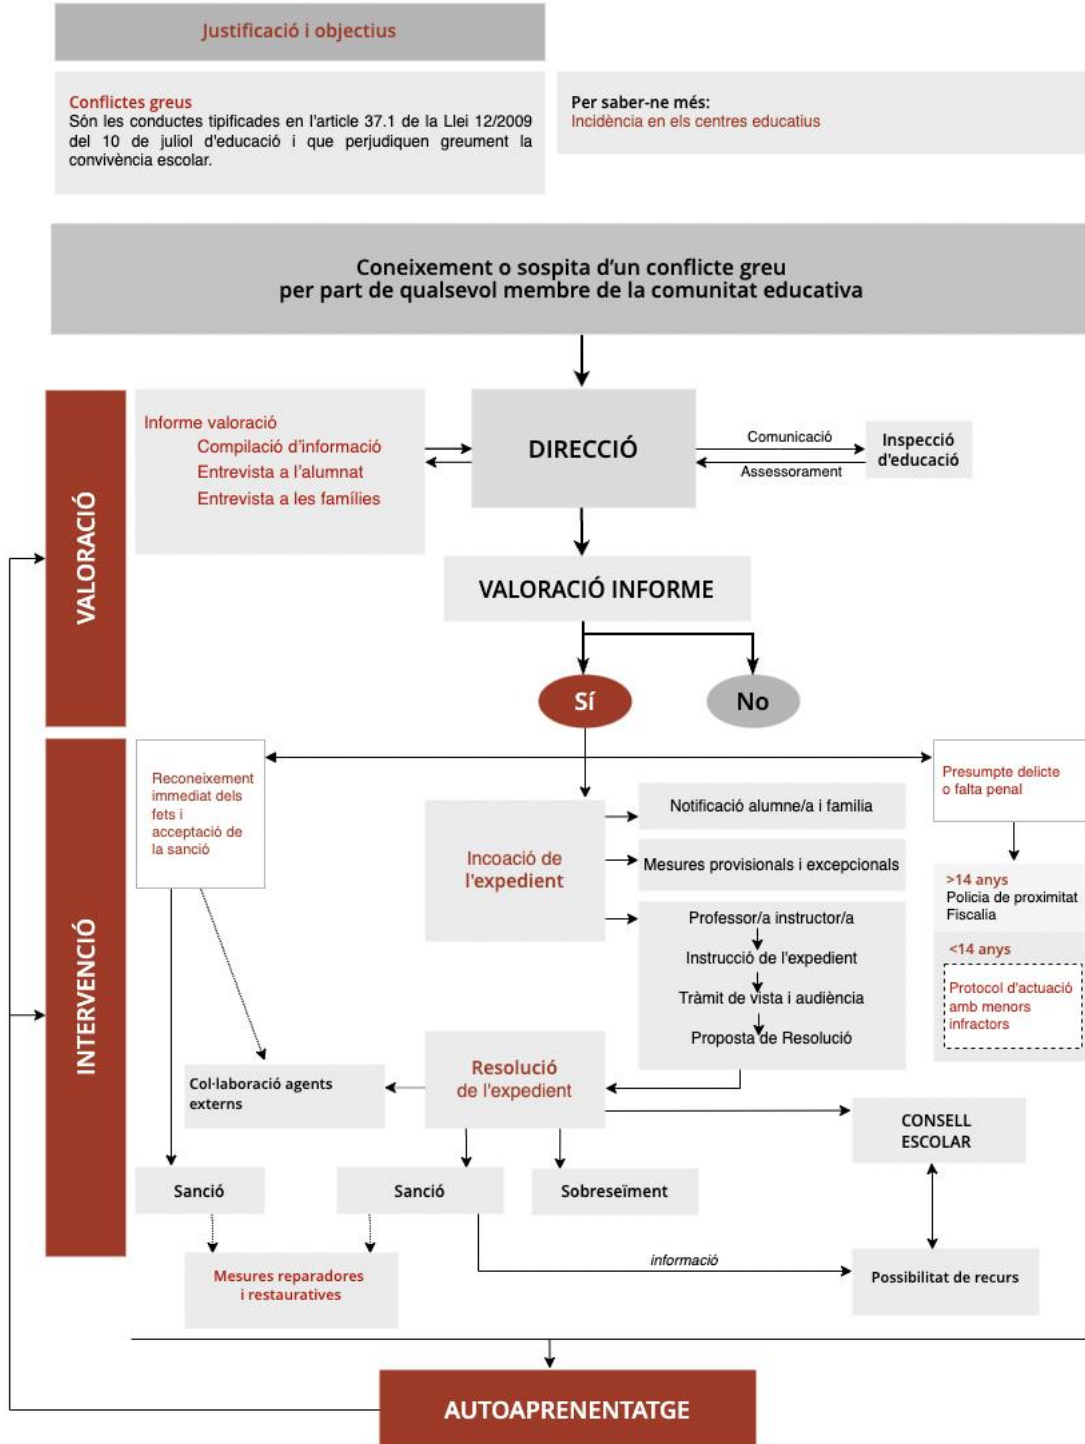 Justificació i objectius
Conflictes greus
Són les conductes tipificades en l'article 37.1 de la Llei 12/2009
del 10 de juliol d'educació i que perjudiquen greument la
convivència escolar.
Per saber-ne més:
Incidència en els centres educatius
Coneixement o sospita d'un conflicte greu
per part de qualsevol membre de la comunitat educativa
VALORACIÓ
Informe valoració
Compilació d'informació
Entrevista a l'alumnat
Entrevista a les famílies
DIRECCIÓ
Comunicació
Assessorament
Inspecció
d'educació
VALORACIÓ INFORME
Sí
No
INTERVENCIÓ
Reconeixement
immediat dels
fets i
acceptació de
la sanció
Incoació de
l'expedient
Notificació alumne/a i familia
Mesures provisionals i excepcionals
Professor/a instructor/a
Instrucció de l'expedient
Tràmit de vista i audiència
Proposta de Resolució
Presumpte delicte
o falta penal
>14 anys
Policia de proximitat
Fiscalia
<14 anys
Protocol d'actuació
amb menors
infractors
Resolució
de l'expedient
Col·laboració agents
externs
CONSELL
ESCOLAR
Sanció
Sanció
Sobreseïment
informació
Possibilitat de recurs
Mesures reparadores
i restauratives
AUTOAPRENENTATGE